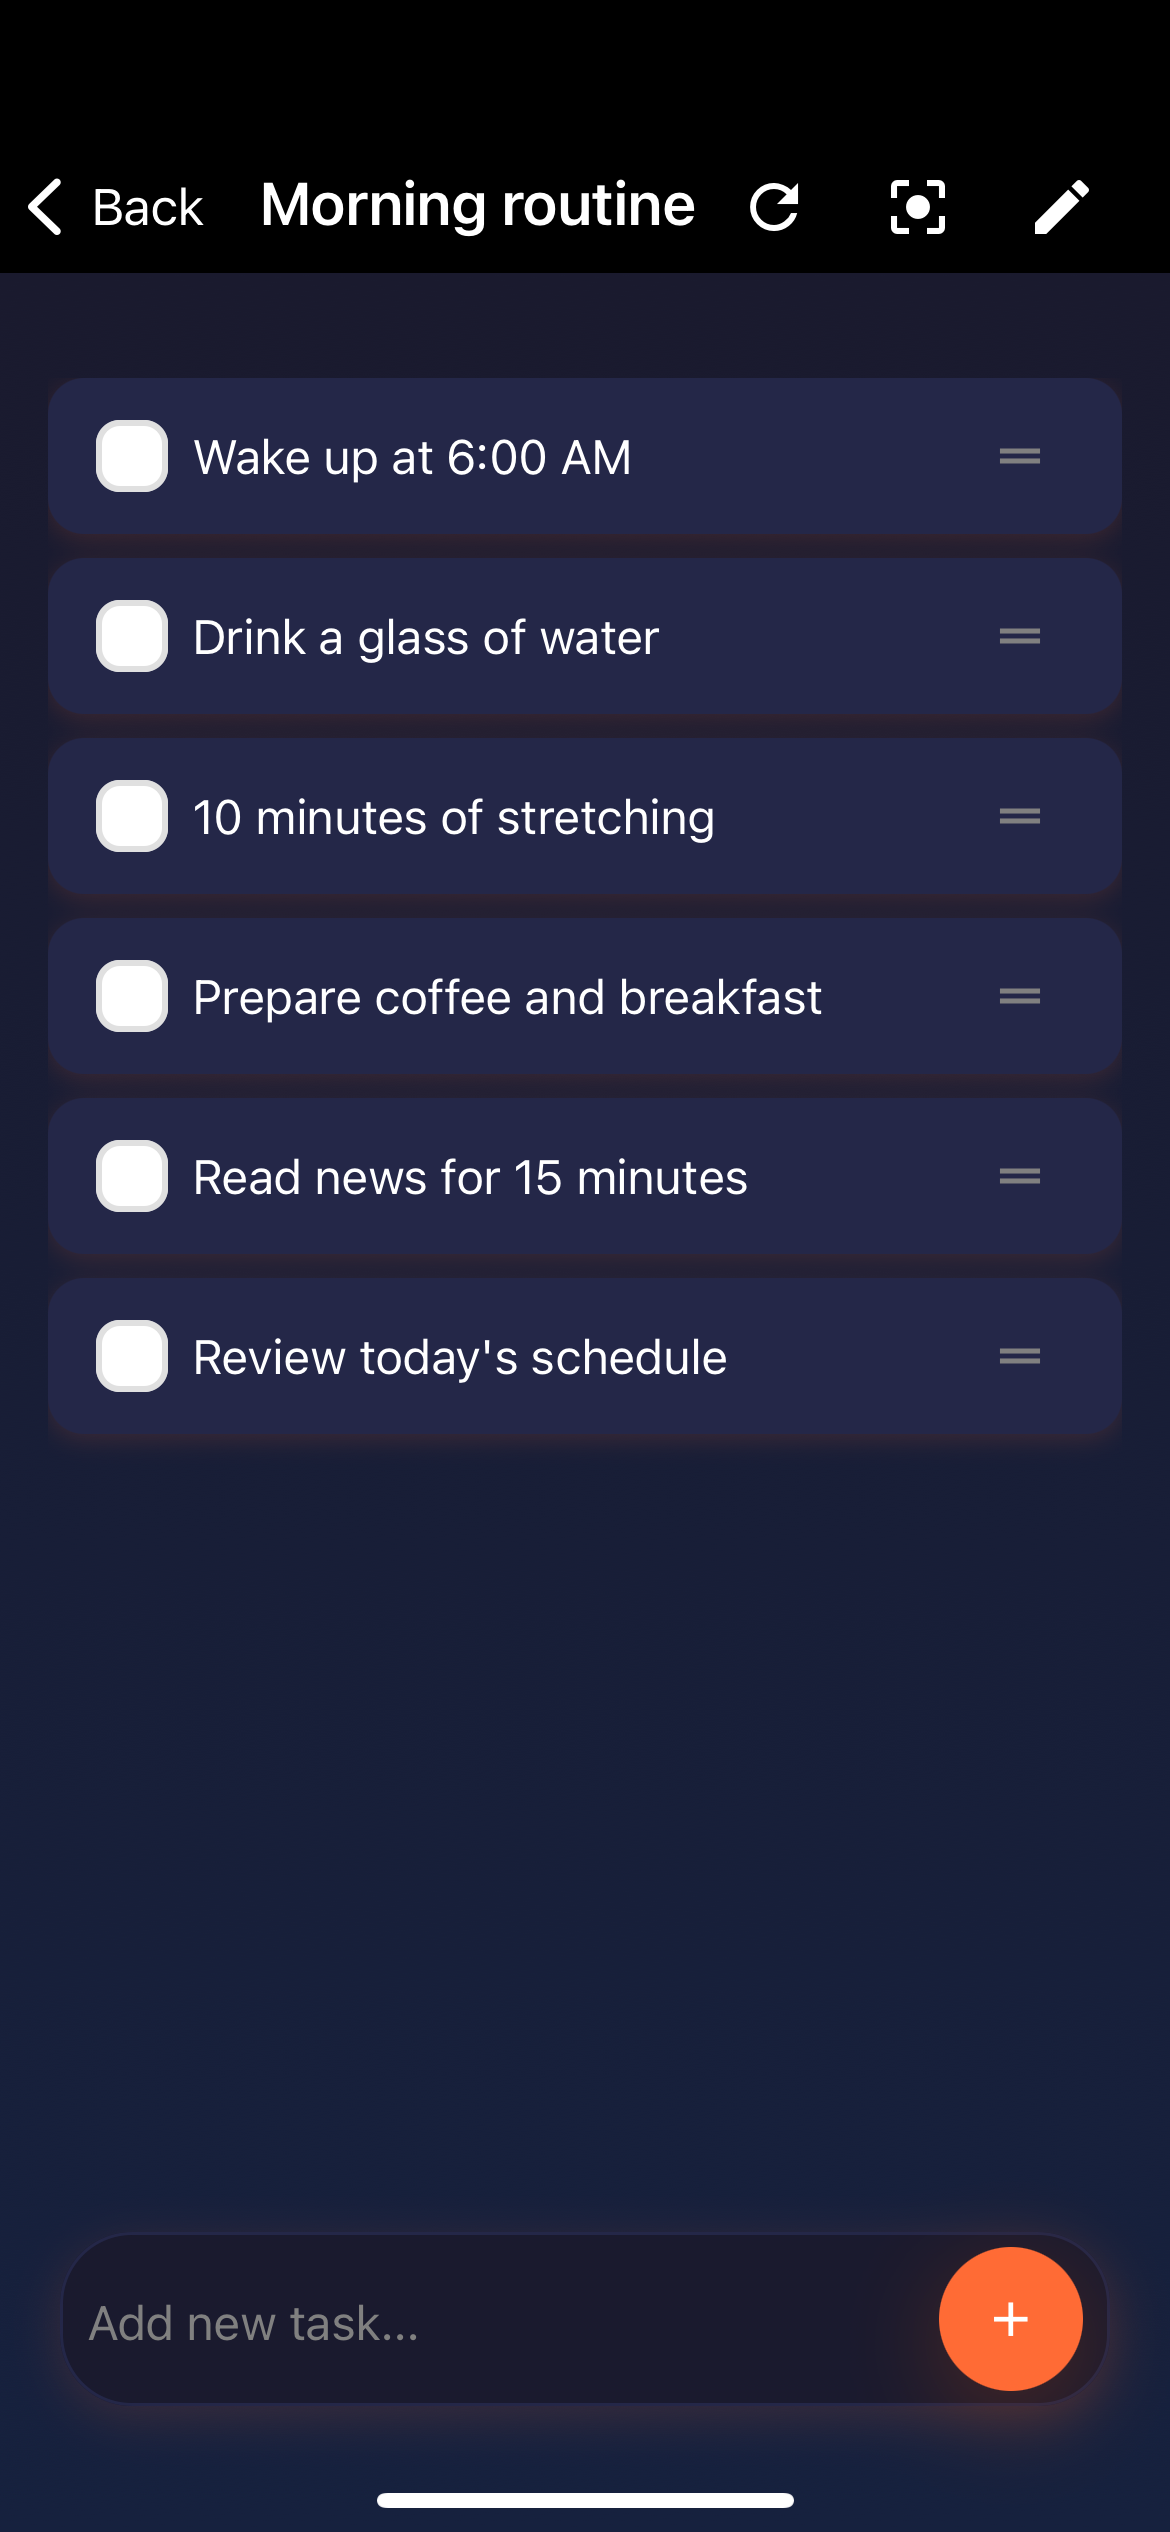 Back Morning routine
Wake up at 6:00 AM
Drink a glass of water
10 minutes of stretching
Prepare coffee and breakfast
Read news for 15 minutes
Review today's schedule
Add new task...